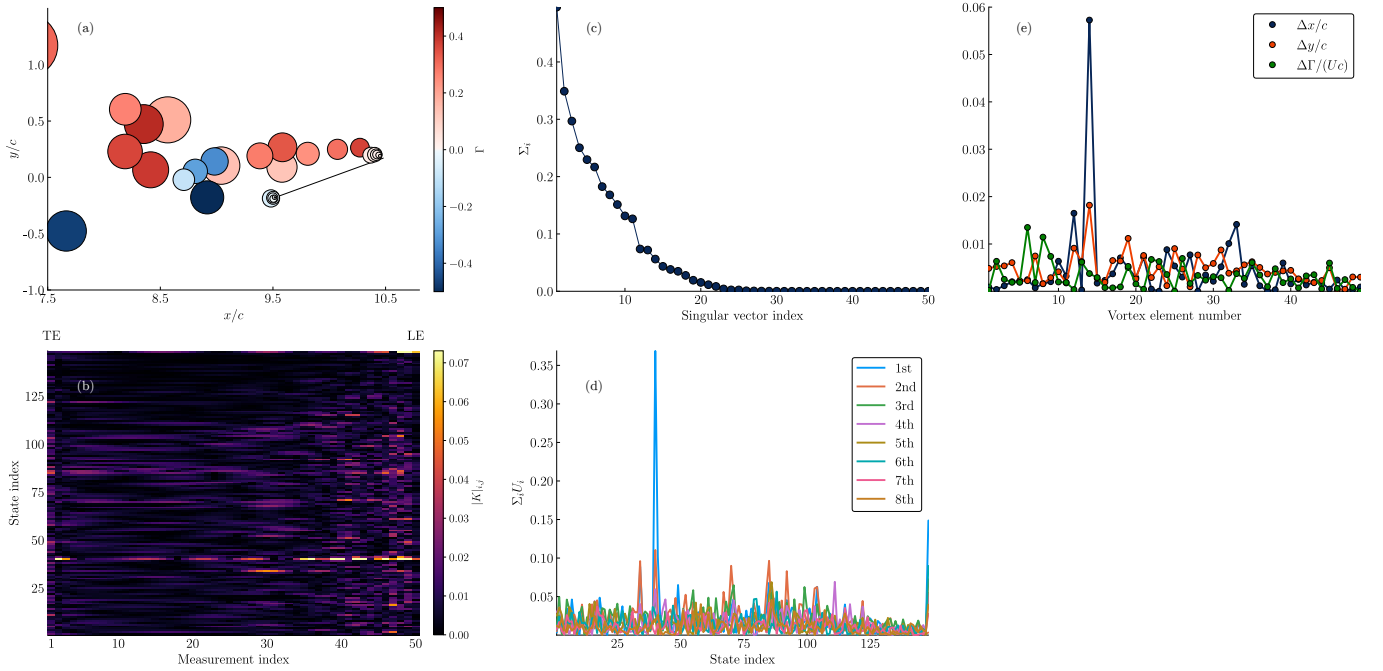 (a)
1.0
0.5
0.0
-0.5
-1.0
y/c
7.5
8.5
9.5
10.5
x/c
0.4
0.2
0.0
−0.2
−0.4
Γ
(c)
0.4
0.3
0.2
0.1
0.0
Σi
10
20
30
40
50
Singular vector index
(e)
0.06
0.05
0.04
0.03
0.02
0.01
Δx/c
Δy/c
ΔΓ/(Uc)
10
20
30
40
Vortex element number
TE
LE
(b)
125
100
75
50
25
State index
1
10
20
30
40
50
Measurement index
0.07
0.06
0.05
0.04
0.03
0.02
0.01
0.00
|K|i,j
(d)
0.35
0.30
0.25
0.20
0.15
0.10
0.05
ΣiUi
1st
2nd
3rd
4th
5th
6th
7th
8th
25
50
75
100
125
State index